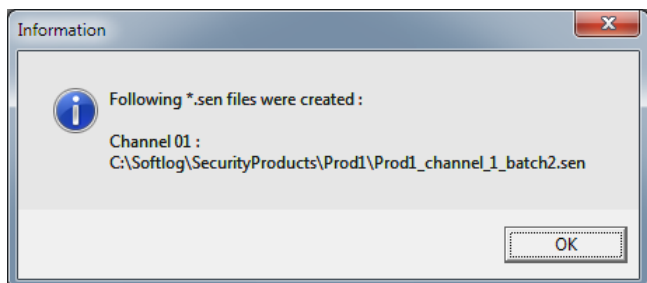 Information
Following *.sen files were created :
Channel 01 :
C:\Softlog\SecurityProducts\Prod1\Prod1_channel_1_batch2.sen
OK